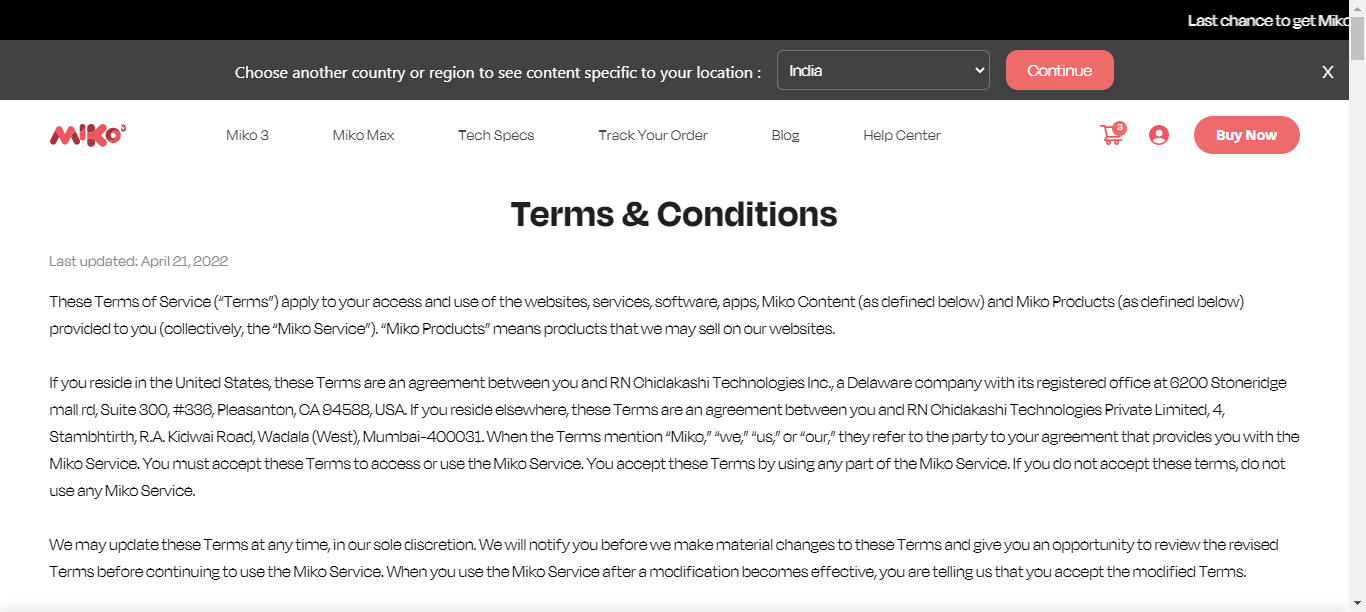 Last chance to get Miko
Choose another country or region to see content specific to your location :
India
Continue
X
MIKO3
Miko 3
Miko Max
Tech Specs
Track Your Order
Blog
Help Center
3
Buy Now
Terms & Conditions
Last updated: April 21, 2022
These Terms of Service (“Terms”) apply to your access and use of the websites, services, software, apps, Miko Content (as defined below) and Miko Products (as defined below)
provided to you (collectively, the “Miko Service”). “Miko Products” means products that we may sell on our websites.
If you reside in the United States, these Terms are an agreement between you and RN Chidakashi Technologies Inc., a Delaware company with its registered office at 6200 Stoneridge
mall rd, Suite 300, #336, Pleasanton, CA 94588, USA. If you reside elsewhere, these Terms are an agreement between you and RN Chidakashi Technologies Private Limited, 4,
Stambhtirth, R.A. Kidwai Road, Wadala (West), Mumbai-400031. When the Terms mention “Miko,” “we,” “us,” or “our,” they refer to the party to your agreement that provides you with the
Miko Service. You must accept these Terms to access or use the Miko Service. You accept these Terms by using any part of the Miko Service. If you do not accept these terms, do not
use any Miko Service.
We may update these Terms at any time, in our sole discretion. We will notify you before we make material changes to these Terms and give you an opportunity to review the revised
Terms before continuing to use the Miko Service. When you use the Miko Service after a modification becomes effective, you are telling us that you accept the modified Terms.